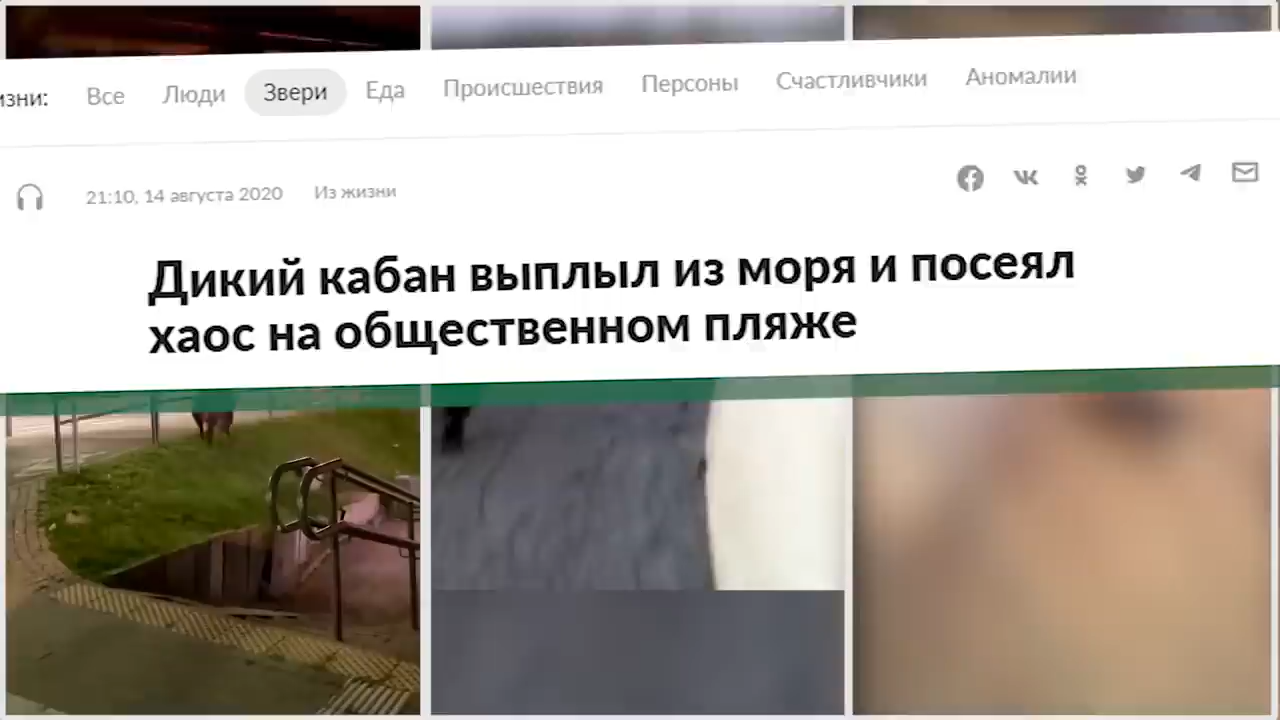 изни: Все Люди Звери Еда Происшествия Персоны Счастливчики Аномалии
21:10, 14 августа 2020 Из жизни
Дикий кабан выплыл из моря и посеял
хаос на общественном пляже